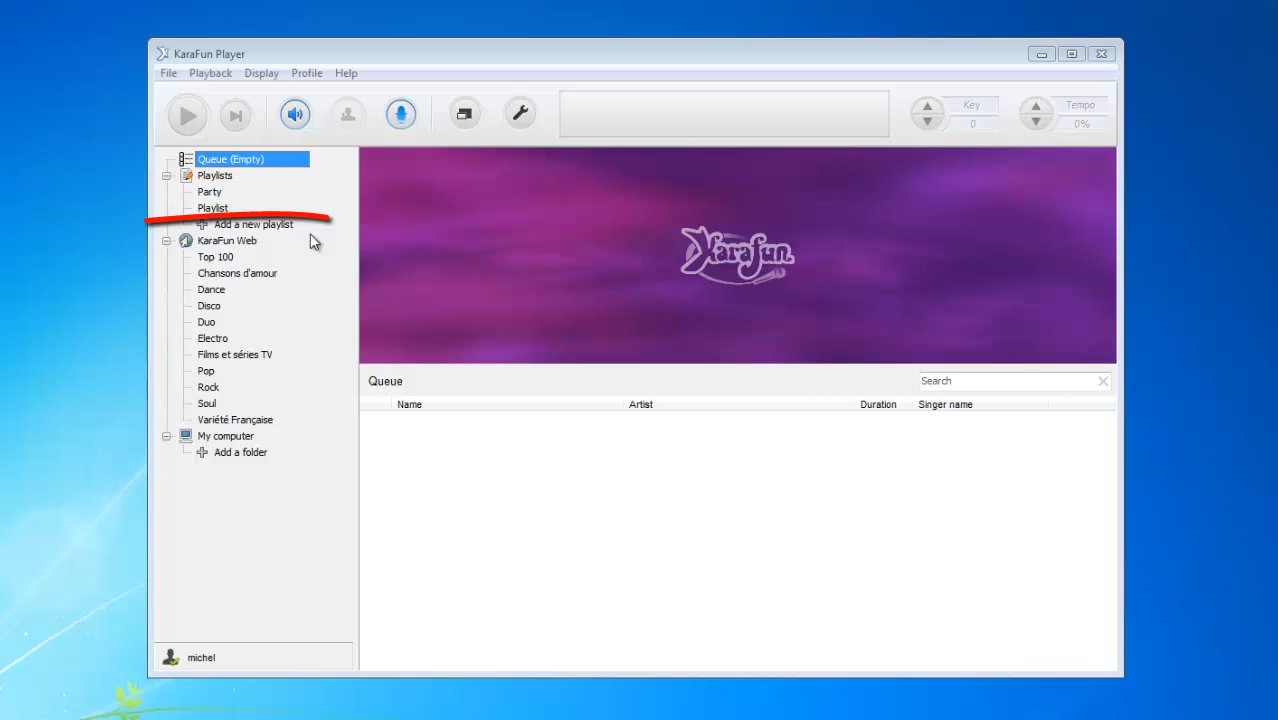 KaraFun Player
File Playback Display Profile Help
Key
0
Tempo
0%
Queue (Empty)
Playlists
Party
Playlist
Add a new playlist
KaraFun Web
Top 100
Chansons d'amour
Dance
Disco
Duo
Electro
Films et séries TV
Pop
Rock
Soul
Variété Française
My computer
Add a folder
michel
Karafun
Queue
Search
Name Artist Duration Singer name